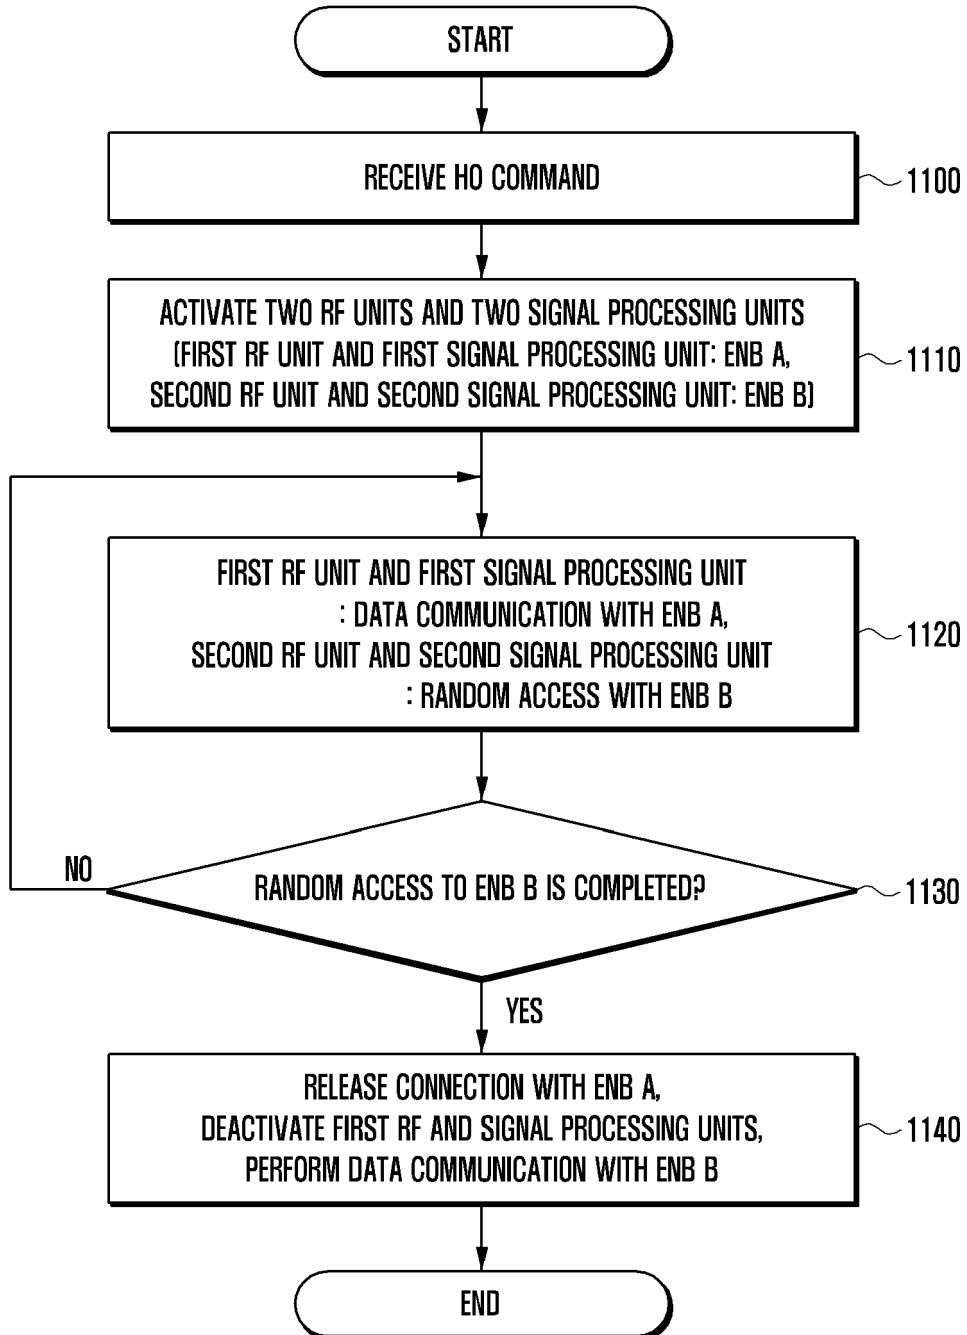 START
RECEIVE HO COMMAND
1100
ACTIVATE TWO RF UNITS AND TWO SIGNAL PROCESSING UNITS
(FIRST RF UNIT AND FIRST SIGNAL PROCESSING UNIT: ENB A,
SECOND RF UNIT AND SECOND SIGNAL PROCESSING UNIT: ENB B)
1110
FIRST RF UNIT AND FIRST SIGNAL PROCESSING UNIT
: DATA COMMUNICATION WITH ENB A,
SECOND RF UNIT AND SECOND SIGNAL PROCESSING UNIT
: RANDOM ACCESS WITH ENB B
1120
NO
RANDOM ACCESS TO ENB B IS COMPLETED?
1130
YES
RELEASE CONNECTION WITH ENB A,
DEACTIVATE FIRST RF AND SIGNAL PROCESSING UNITS,
PERFORM DATA COMMUNICATION WITH ENB B
1140
END